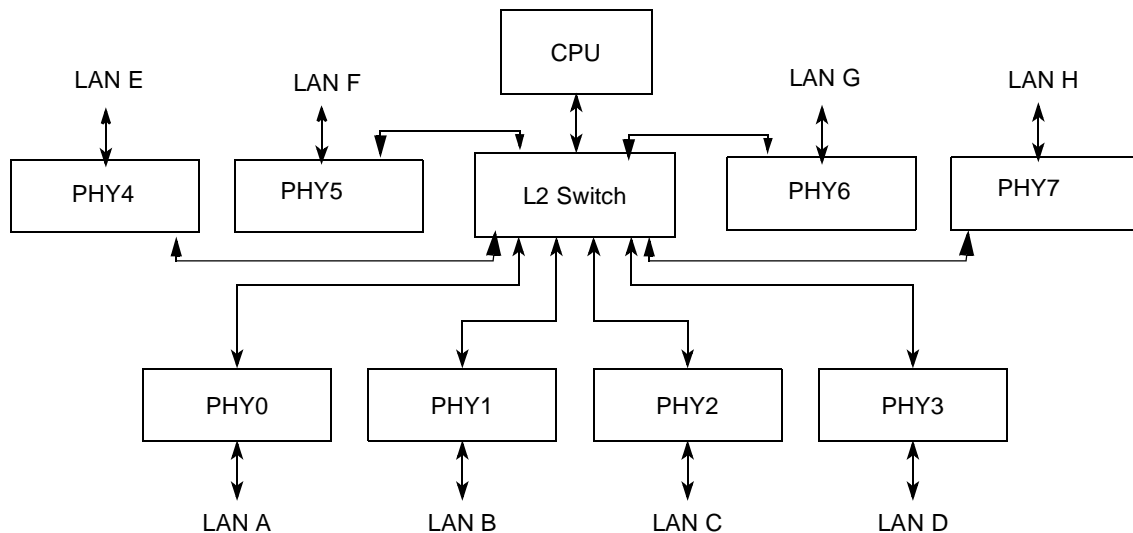 CPU
LAN E
LAN F
LAN G
LAN H
PHY4
PHY5
L2 Switch
PHY6
PHY7
PHY0
PHY1
PHY2
PHY3
LAN A
LAN B
LAN C
LAN D